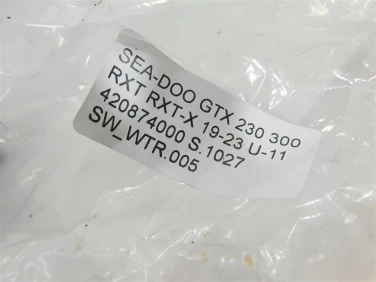 SEA-DOO GTX 230 300
RXT RXT-X 19-23 U-11
420874000 S.1027
SW_WTR.005